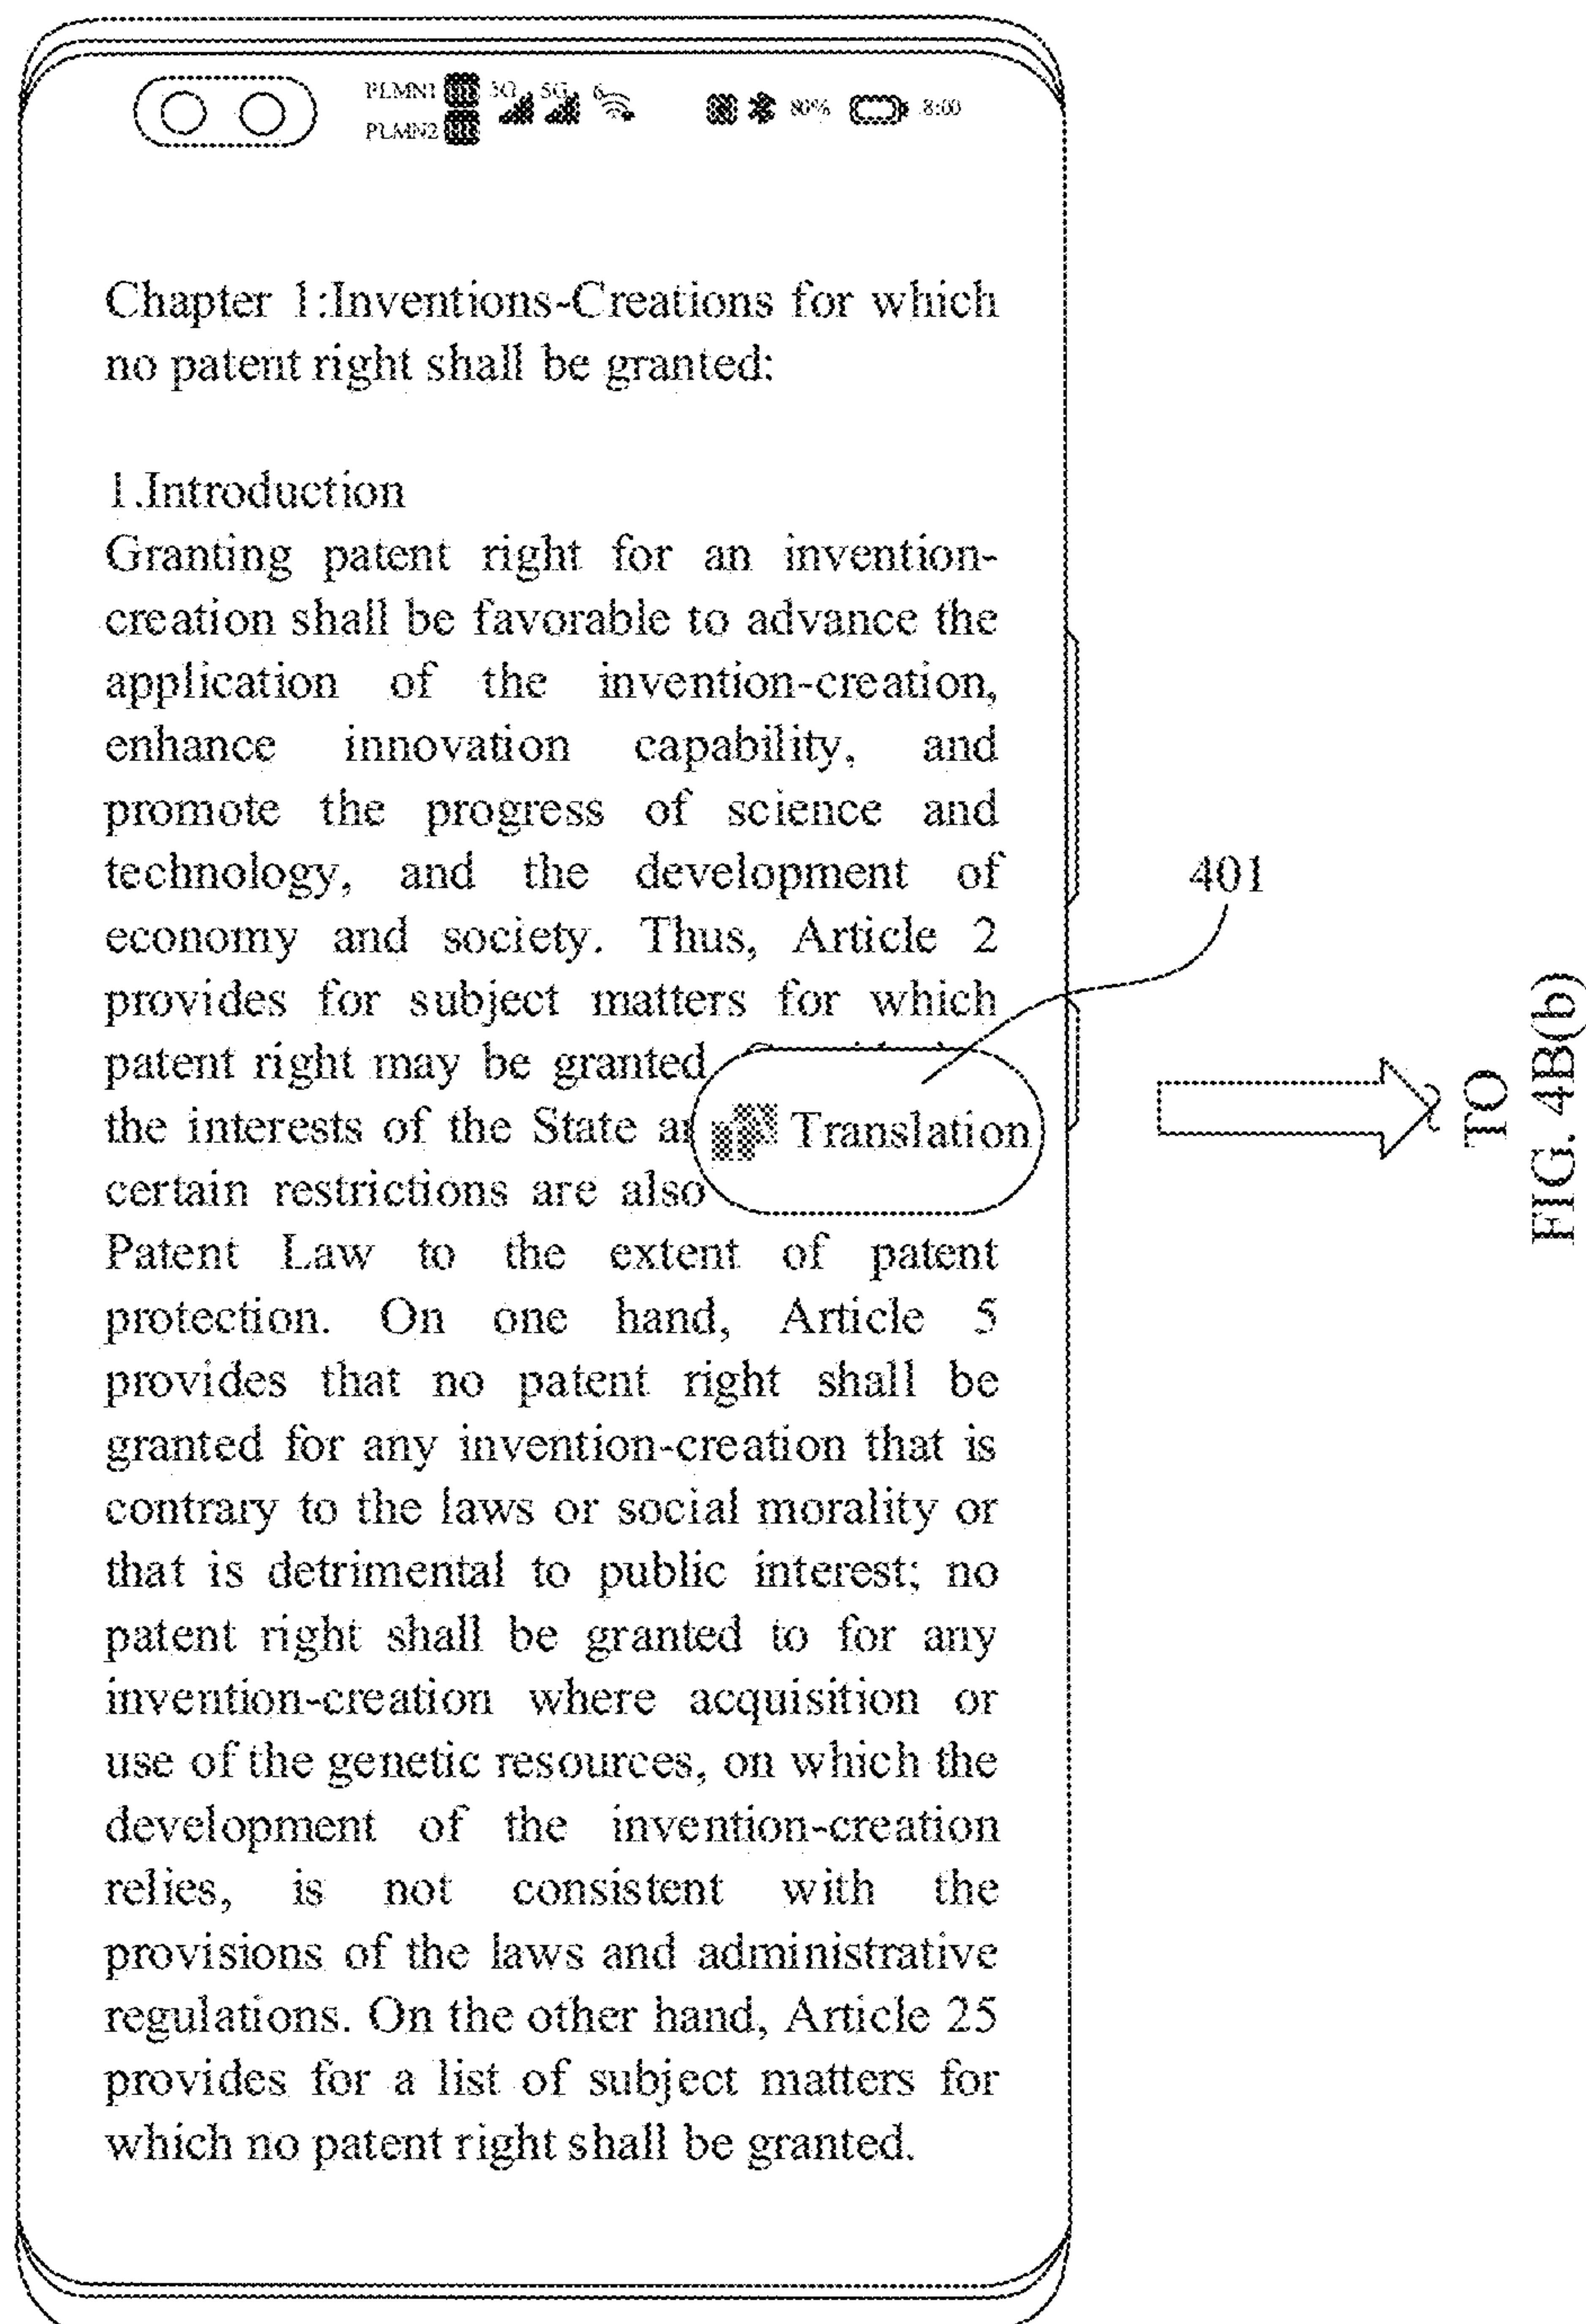 PLMN1 5G 5G 6 80% 8:00
PLMN2
Chapter 1:Inventions-Creations for which
no patent right shall be granted:
1.Introduction
Granting patent right for an invention-
creation shall be favorable to advance the
application of the invention-creation,
enhance innovation capability, and
promote the progress of science and
technology, and the development of
economy and society. Thus, Article 2
provides for subject matters for which
patent right may be granted
the interests of the State
certain restrictions are also
Translation
Patent Law to the extent of patent
protection. On one hand, Article 5
provides that no patent right shall be
granted for any invention-creation that is
contrary to the laws or social morality or
that is detrimental to public interest; no
patent right shall be granted to for any
invention-creation where acquisition or
use of the genetic resources, on which the
development of the invention-creation
relies, is not consistent with the
provisions of the laws and administrative
regulations. On the other hand, Article 25
provides for a list of subject matters for
which no patent right shall be granted.
401
TO
FIG. 4B(b)